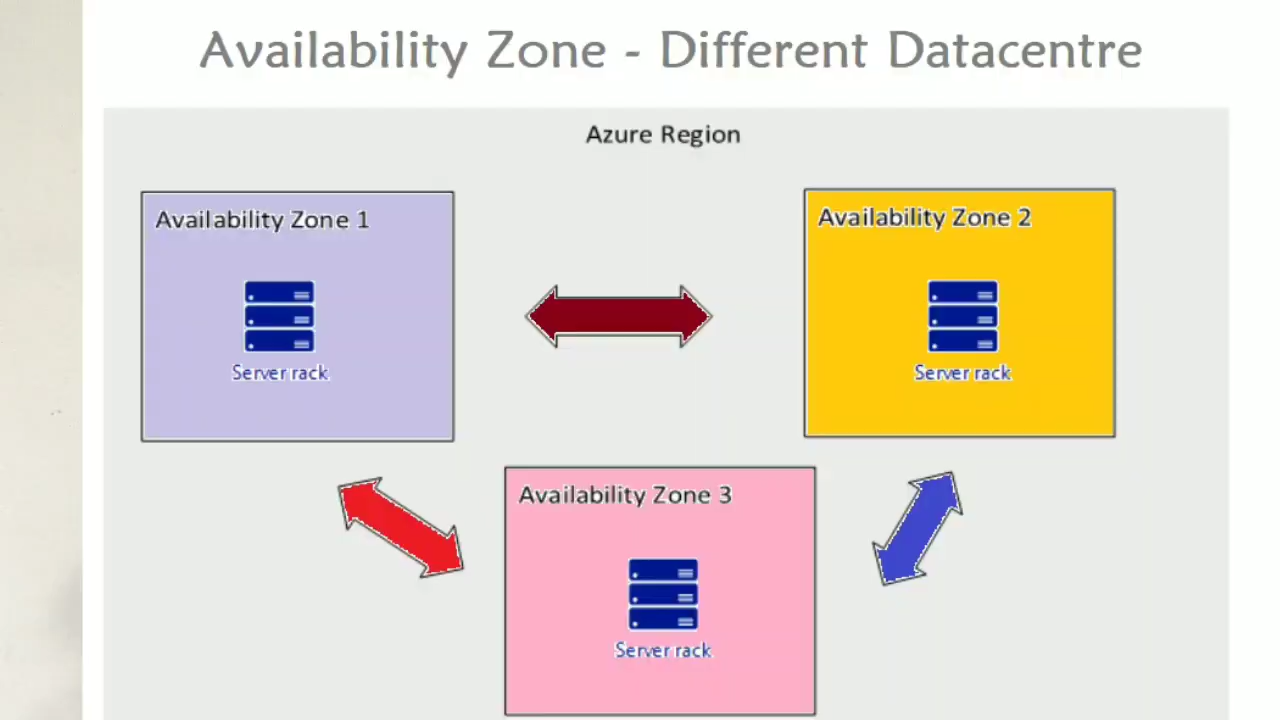 Availability Zone - Different Datacentre
Azure Region
Availability Zone 1
Server rack
Availability Zone 2
Server rack
Availability Zone 3
Server rack